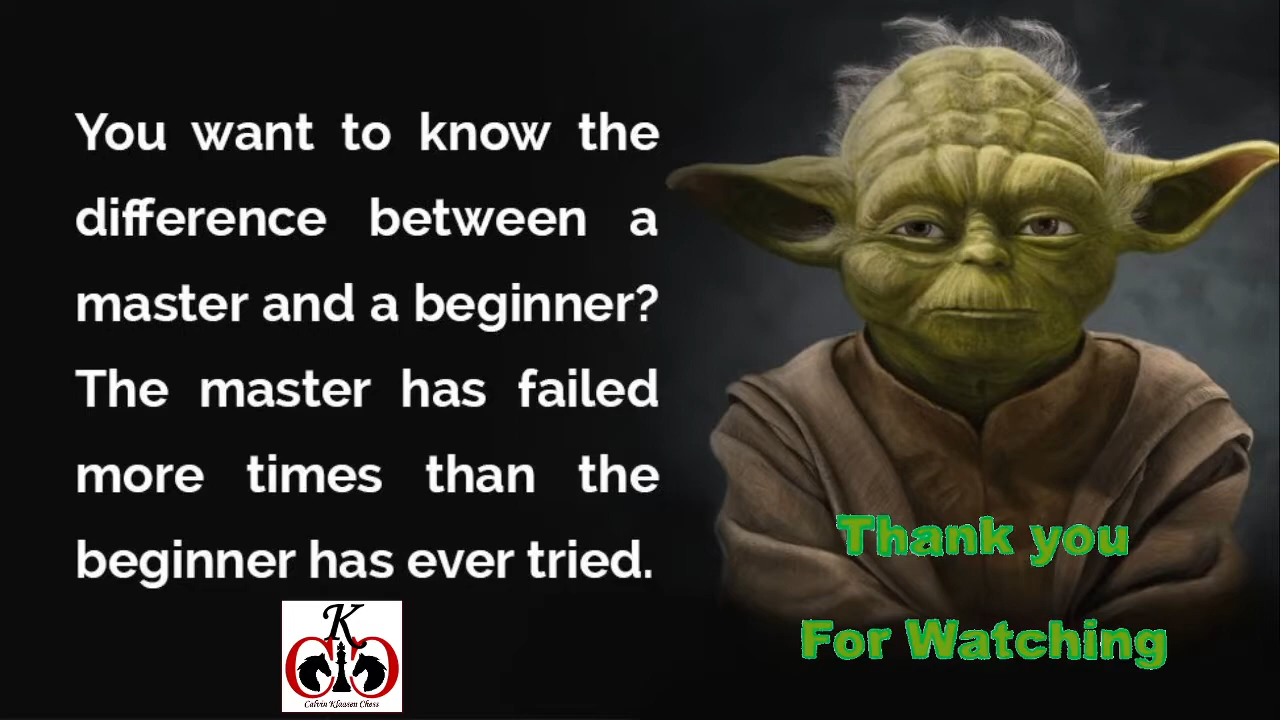 You want to know the
difference between a
master and a beginner?
The master has failed
more times than the
beginner has ever tried.
Thank you
For Watching
K
CC
Calvin Klaasen Chess